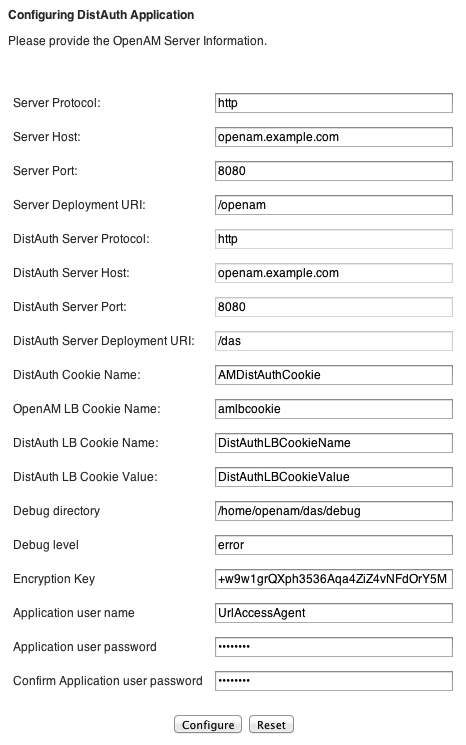 Configuring DistAuth Application
Please provide the OpenAM Server Information.
Server Protocol: http
Server Host: openam.example.com
Server Port: 8080
Server Deployment URI: /openam
DistAuth Server Protocol: http
DistAuth Server Host: openam.example.com
DistAuth Server Port: 8080
DistAuth Server Deployment URI: /das
DistAuth Cookie Name: AMDistAuthCookie
OpenAM LB Cookie Name: amlbcookie
DistAuth LB Cookie Name: DistAuthLBCookieName
DistAuth LB Cookie Value: DistAuthLBCookieValue
Debug directory /home/openam/das/debug
Debug level error
Encryption Key +w9w1grQXph3536Aqa4ZiZ4vNFdOrY5M
Application user name UrlAccessAgent
Application user password ••••••••
Confirm Application user password ••••••••
Configure Reset